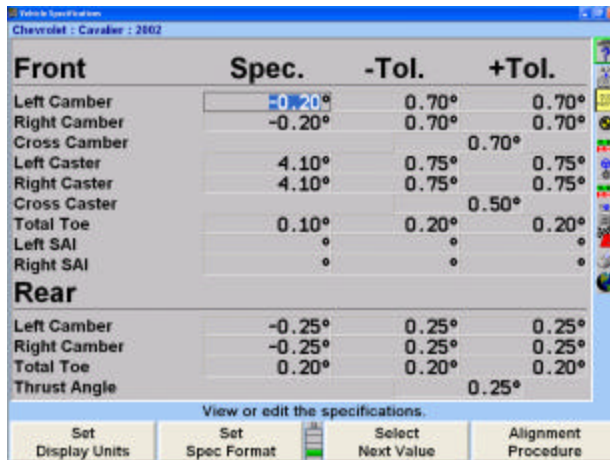 Vehicle Specifications
Chevrolet : Cavalier : 2002
Front Spec. -Tol. +Tol.
Left Camber -0.20° 0.70° 0.70°
Right Camber -0.20° 0.70° 0.70°
Cross Camber 0.70°
Left Caster 4.10° 0.75° 0.75°
Right Caster 4.10° 0.75° 0.75°
Cross Caster 0.50°
Total Toe 0.10° 0.20° 0.20°
Left SAI ° ° °
Right SAI ° ° °
Rear
Left Camber -0.25° 0.25° 0.25°
Right Camber -0.25° 0.25° 0.25°
Total Toe 0.20° 0.20° 0.20°
Thrust Angle 0.25°
View or edit the specifications.
Set Display Units
Set Spec Format
Select Next Value
Alignment Procedure